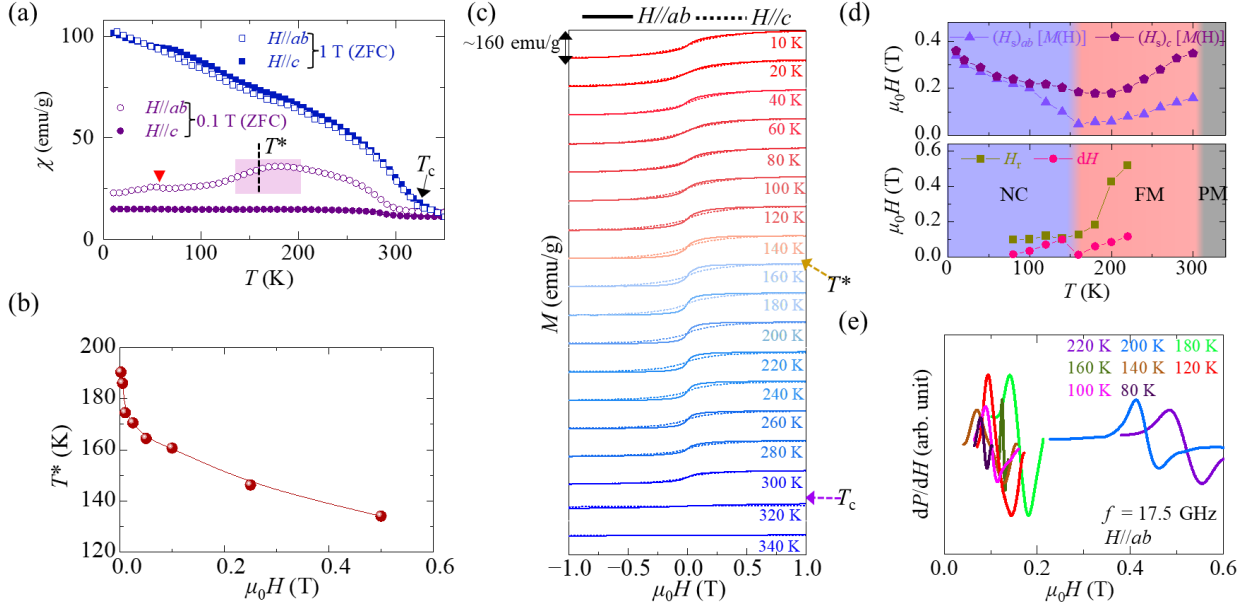 (a)
100
50
0
χ (emu/g)
H//ab
H//c
1 T (ZFC)
H//ab
H//c
0.1 T (ZFC)
T*
Tc
0
100
200
300
T (K)
(b)
200
180
160
140
120
T* (K)
0.0
0.2
0.4
0.6
μ0H (T)
(c)
H//ab
H//c
~160 emu/g
10 K
20 K
40 K
60 K
80 K
100 K
120 K
140 K
160 K
180 K
200 K
220 K
240 K
260 K
280 K
300 K
320 K
340 K
T*
Tc
M (emu/g)
−1.0
−0.5
0.0
0.5
1.0
μ0H (T)
(d)
(Hs)ab [M(H)]
(Hs)c [M(H)]
0.4
0.2
0.0
μ0H (T)
Hr
dH
0.6
0.4
0.2
0.0
μ0H (T)
NC
FM
PM
0
100
200
300
T (K)
(e)
220 K 200 K 180 K
160 K 140 K 120 K
100 K 80 K
dP/dH (arb. unit)
f = 17.5 GHz
H//ab
0.0
0.2
0.4
0.6
μ0H (T)